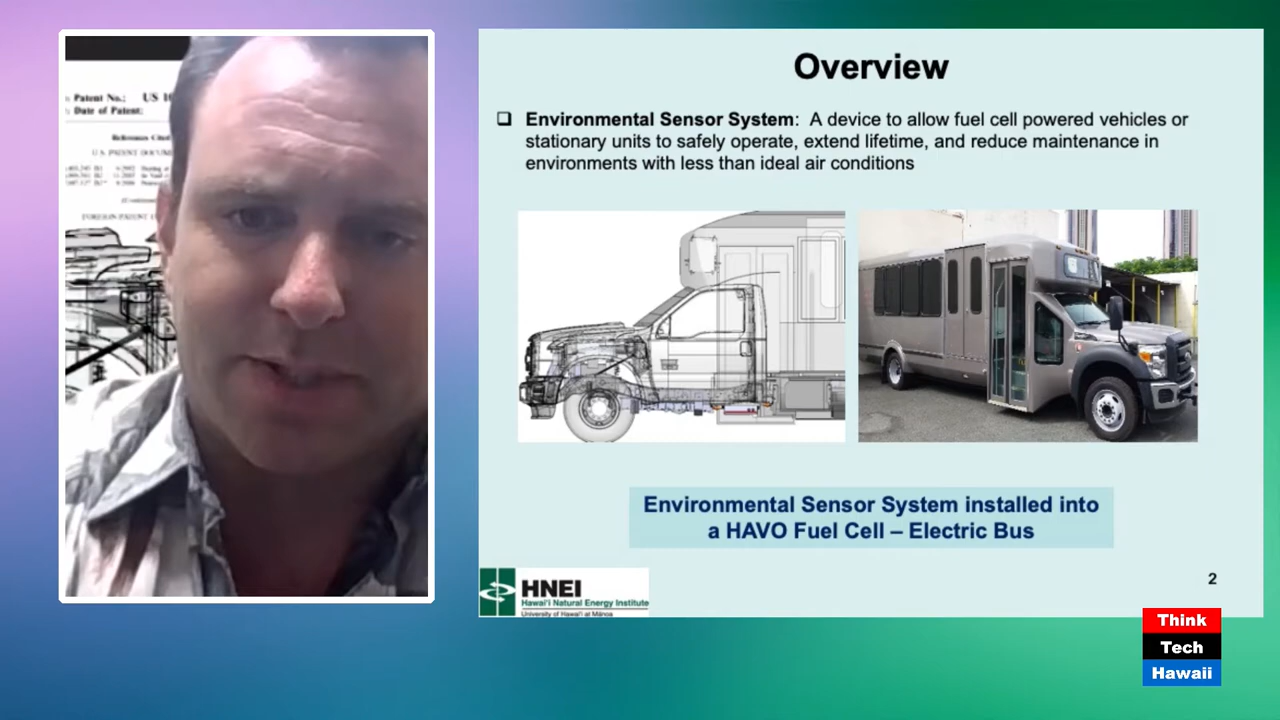 Patent No.: US
Date of Patent:
References Cited
U.S. PATENT DOCUM
FOREIGN PATENT
Overview
❑ Environmental Sensor System: A device to allow fuel cell powered vehicles or
stationary units to safely operate, extend lifetime, and reduce maintenance in
environments with less than ideal air conditions
Environmental Sensor System installed into
a HAVO Fuel Cell – Electric Bus
HNEI
Hawai'i Natural Energy Institute
University of Hawai'i at Mānoa
2
Think
Tech
Hawaii